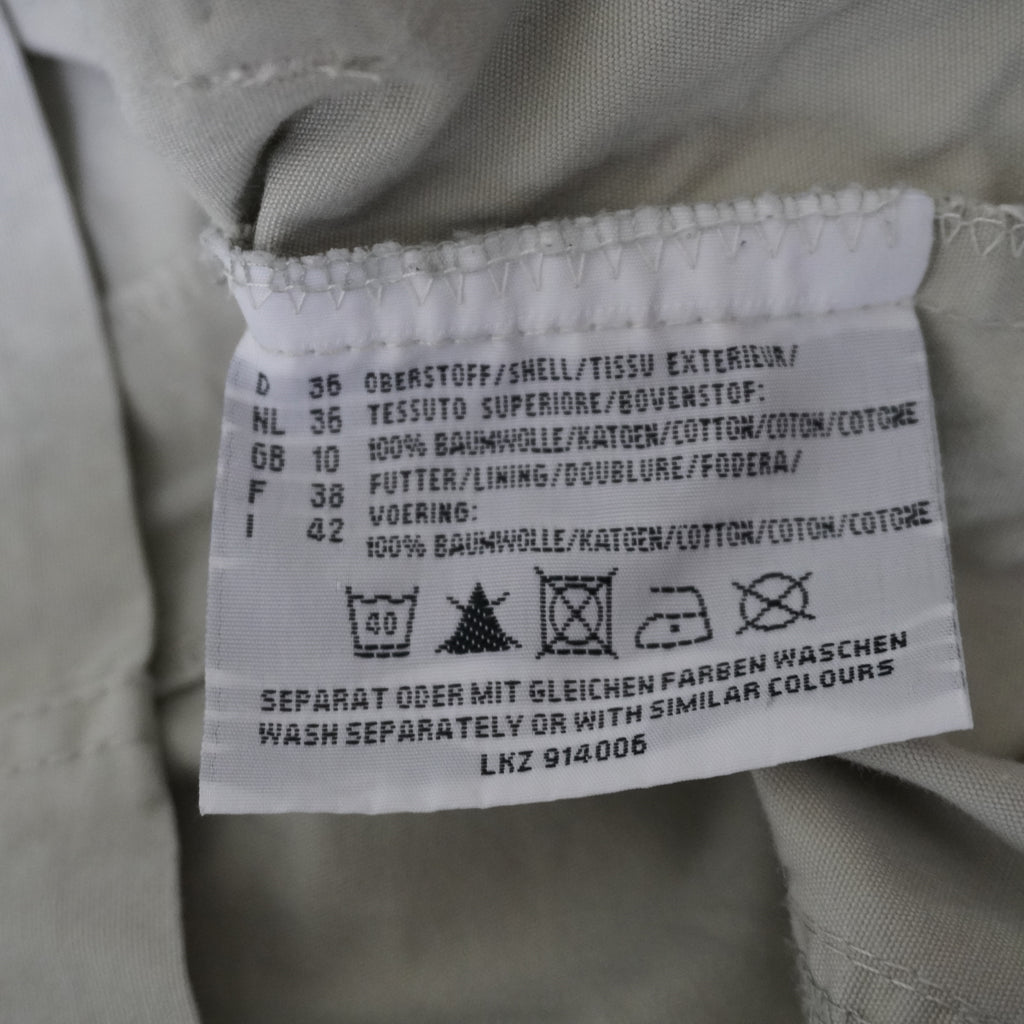 D 36 OBERSTOFF/SHELL/TISSU EXTERIEUR/
NL 36 TESSUTO SUPERIORE/BOVENSTOF:
GB 10 100% BAUMWOLLE/KATOEN/COTTON/COTON/COTONE
F 38 FUTTER/LINING/DOUBLURE/FODERA/
I 42 VOERING:
100% BAUMWOLLE/KATOEN/COTTON/COTON/COTONE
40
SEPARAT ODER MIT GLEICHEN FARBEN WASCHEN
WASH SEPARATELY OR WITH SIMILAR COLOURS
LKZ 914006